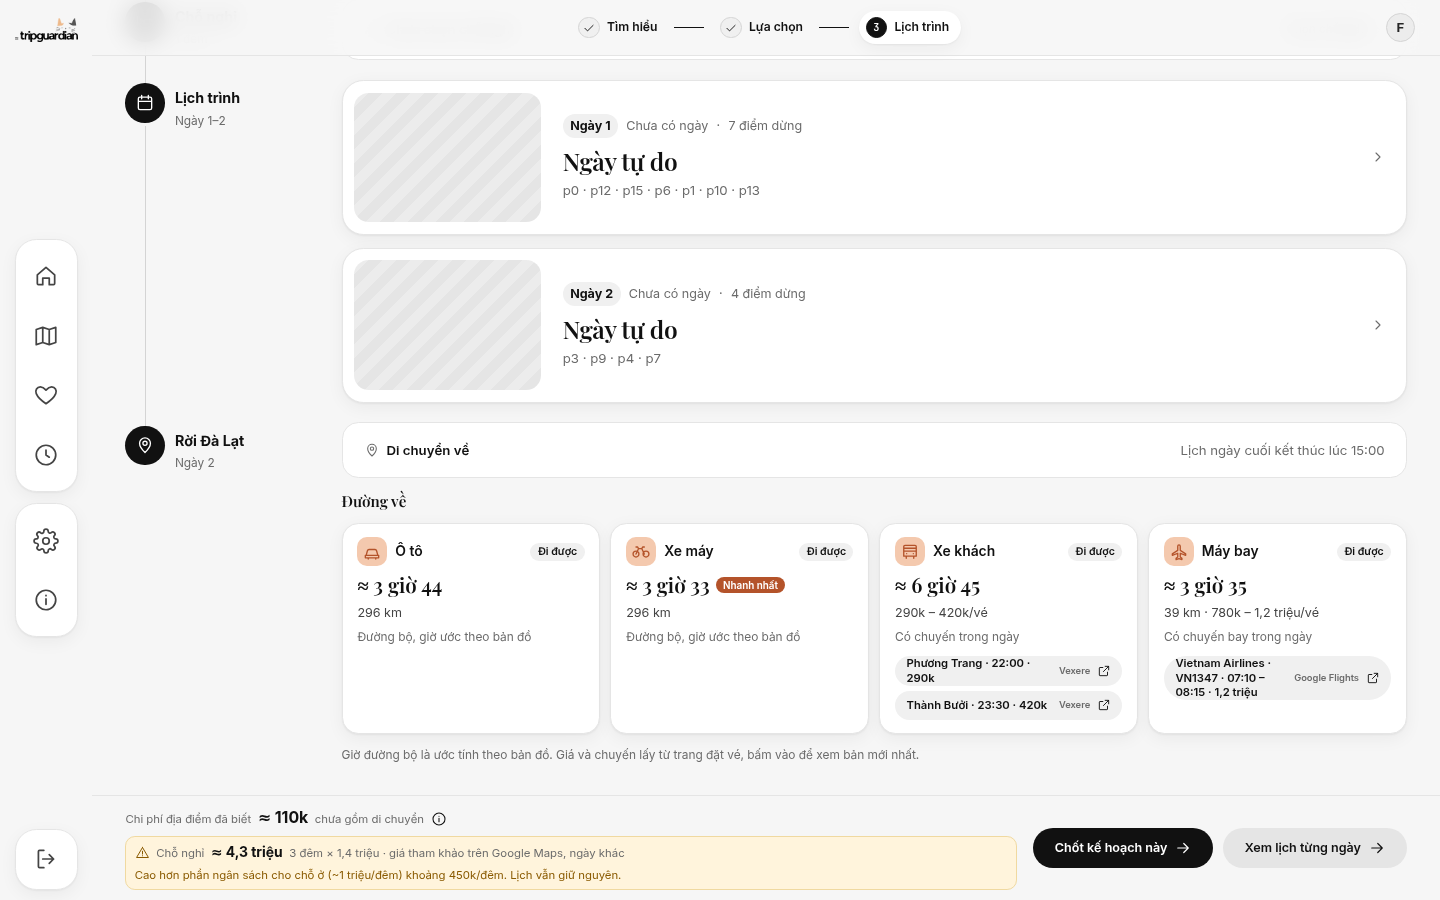 tripguardian
Tìm hiểu
Lựa chọn
3 Lịch trình
F
Lịch trình
Ngày 1–2
Ngày 1 Chưa có ngày · 7 điểm dừng
Ngày tự do
p0 · p12 · p15 · p6 · p1 · p10 · p13
Ngày 2 Chưa có ngày · 4 điểm dừng
Ngày tự do
p3 · p9 · p4 · p7
Rời Đà Lạt
Ngày 2
Di chuyển về
Lịch ngày cuối kết thúc lúc 15:00
Đường về
Ô tô Đi được
≈ 3 giờ 44
296 km
Đường bộ, giờ ước theo bản đồ
Xe máy Đi được
≈ 3 giờ 33 Nhanh nhất
296 km
Đường bộ, giờ ước theo bản đồ
Xe khách Đi được
≈ 6 giờ 45
290k – 420k/vé
Có chuyến trong ngày
Phương Trang · 22:00 ·
290k
Vexere
Thành Bưởi · 23:30 · 420k Vexere
Máy bay Đi được
≈ 3 giờ 35
39 km · 780k – 1,2 triệu/vé
Có chuyến bay trong ngày
Vietnam Airlines ·
VN1347 · 07:10 –
08:15 · 1,2 triệu
Google Flights
Giờ đường bộ là ước tính theo bản đồ. Giá và chuyến lấy từ trang đặt vé, bấm vào để xem bản mới nhất.
Chi phí địa điểm đã biết ≈ 110k chưa gồm di chuyển
Chỗ nghỉ ≈ 4,3 triệu 3 đêm × 1,4 triệu · giá tham khảo trên Google Maps, ngày khác
Cao hơn phần ngân sách cho chỗ ở (~1 triệu/đêm) khoảng 450k/đêm. Lịch vẫn giữ nguyên.
Chốt kế hoạch này
Xem lịch từng ngày